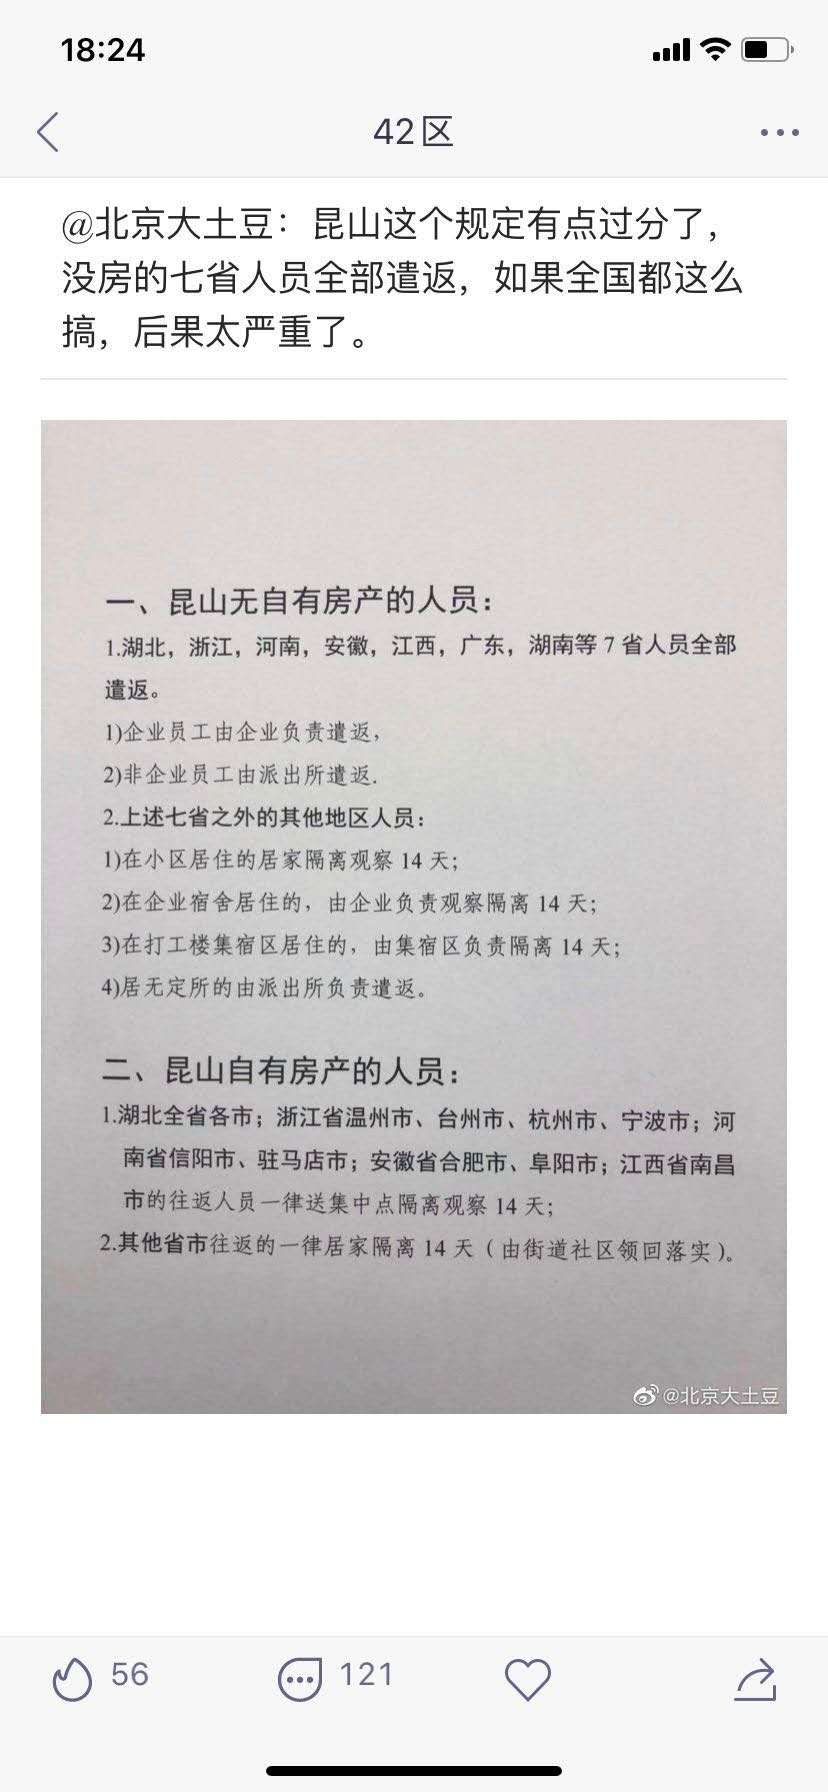 18:24
42区
@北京大土豆：昆山这个规定有点过分了，
没房的七省人员全部遣返，如果全国都这么
搞，后果太严重了。
一、昆山无自有房产的人员：
1.湖北，浙江，河南，安徽，江西，广东，湖南等 7 省人员全部
遣返。
1)企业员工由企业负责遣返，
2)非企业员工由派出所遣返.
2.上述七省之外的其他地区人员：
1)在小区居住的居家隔离观察 14 天；
2)在企业宿舍居住的，由企业负责观察隔离 14 天；
3)在打工楼集宿区居住的，由集宿区负责隔离 14 天；
4)居无定所的由派出所负责遣返。
二、昆山自有房产的人员：
1.湖北全省各市；浙江省温州市、台州市、杭州市、宁波市；河
南省信阳市、驻马店市；安徽省合肥市、阜阳市；江西省南昌
市的往返人员一律送集中点隔离观察 14 天；
2.其他省市往返的一律居家隔离 14 天（由街道社区领回落实）。
@北京大土豆
56
121